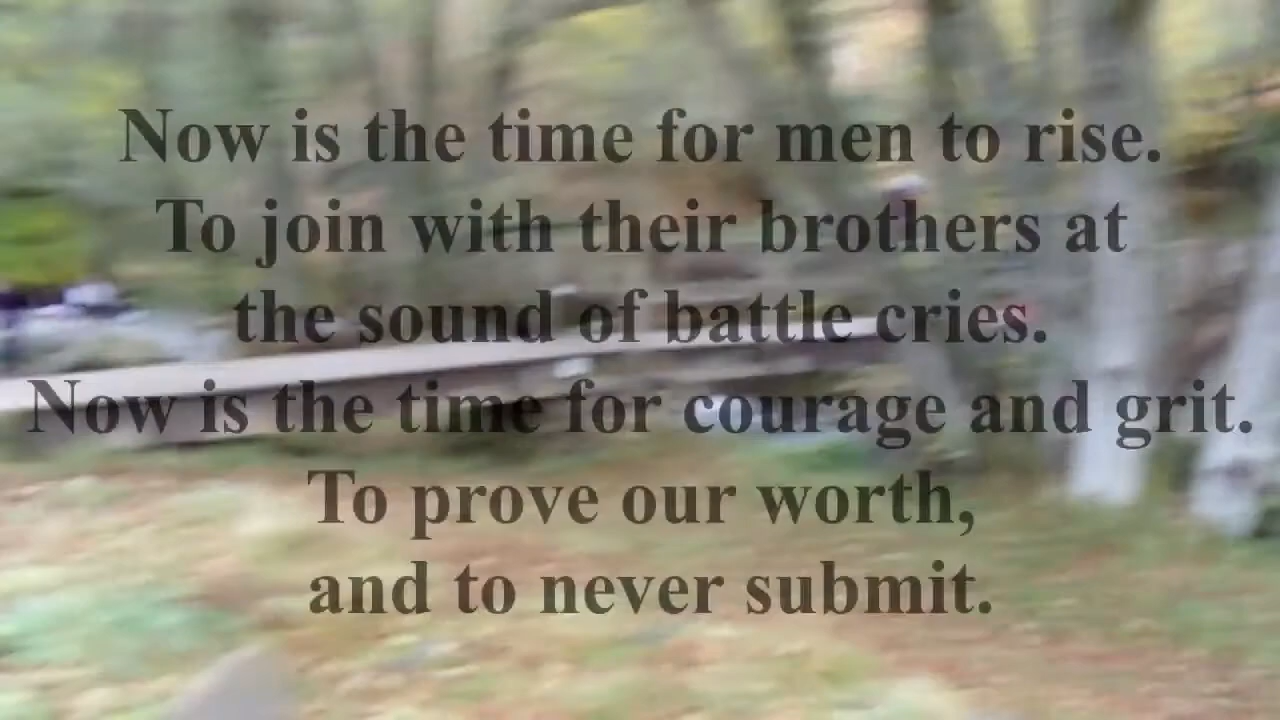 Now is the time for men to rise.
To join with their brothers at
the sound of battle cries.
Now is the time for courage and grit.
To prove our worth,
and to never submit.